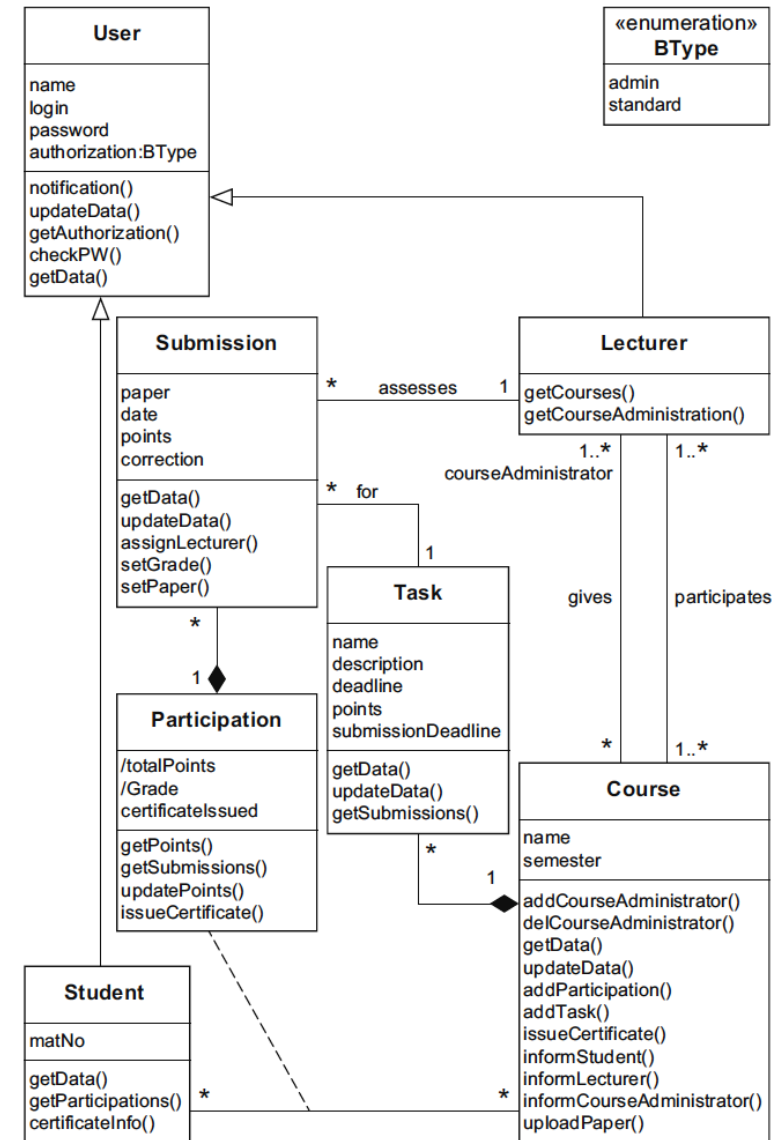 User
name
login
password
authorization:BType
notification()
updateData()
getAuthorization()
checkPW()
getData()
«enumeration»
BType
admin
standard
Submission
paper
date
points
correction
getData()
updateData()
assignLecturer()
setGrade()
setPaper()
* assesses 1
Lecturer
getCourses()
getCourseAdministration()
1..*
courseAdministrator
1..*
* for
1
Task
name
description
deadline
points
submissionDeadline
getData()
updateData()
getSubmissions()
gives
participates
*
1
Participation
/totalPoints
/Grade
certificateIssued
getPoints()
getSubmissions()
updatePoints()
issueCertificate()
*
1..*
*
1
Course
name
semester
addCourseAdministrator()
delCourseAdministrator()
getData()
updateData()
addParticipation()
addTask()
issueCertificate()
informStudent()
informLecturer()
informCourseAdministrator()
uploadPaper()
Student
matNo
getData()
getParticipations()
certificateInfo()
*
*